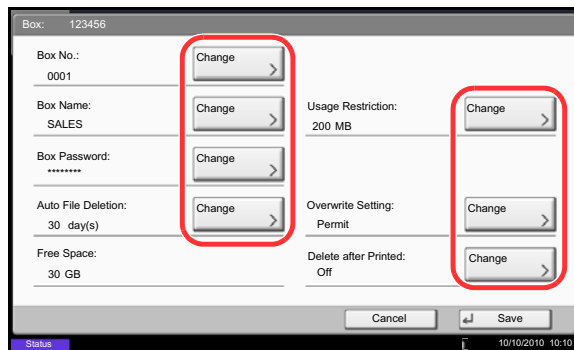 Box: 123456
Box No.:
0001
Change
Box Name:
SALES
Change
Usage Restriction:
200 MB
Change
Box Password:
********
Change
Auto File Deletion:
30 day(s)
Change
Overwrite Setting:
Permit
Change
Free Space:
30 GB
Delete after Printed:
Off
Change
Cancel
Save
Status
10/10/2010 10:10